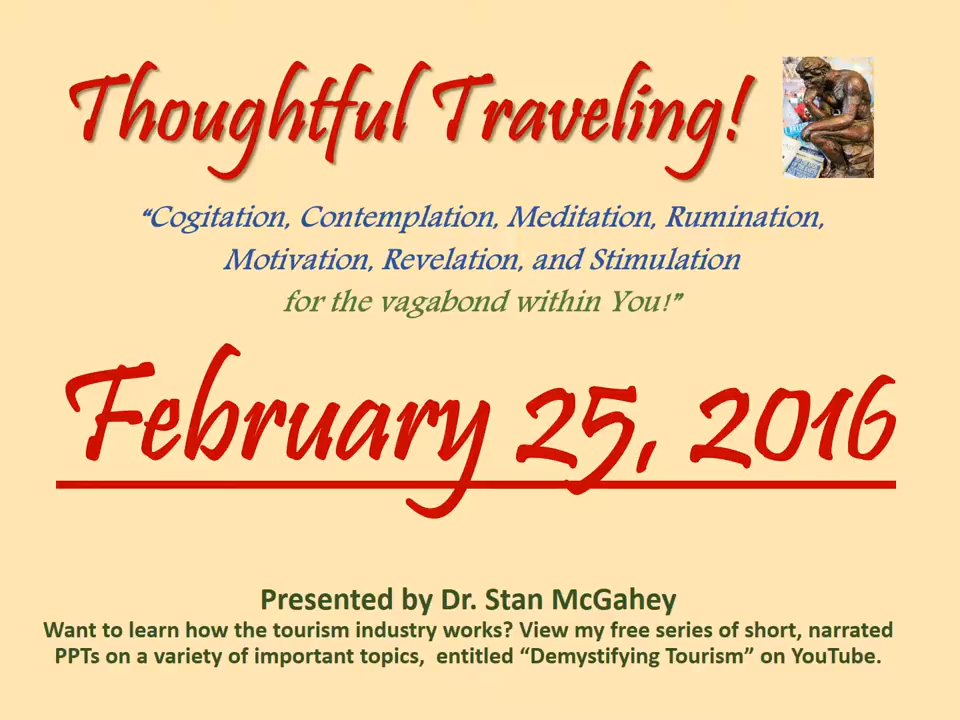 Thoughtful Traveling!
“Cogitation, Contemplation, Meditation, Rumination,
Motivation, Revelation, and Stimulation
for the vagabond within You!”
February 25, 2016
Presented by Dr. Stan McGahey
Want to learn how the tourism industry works? View my free series of short, narrated
PPTs on a variety of important topics,  entitled “Demystifying Tourism” on YouTube.